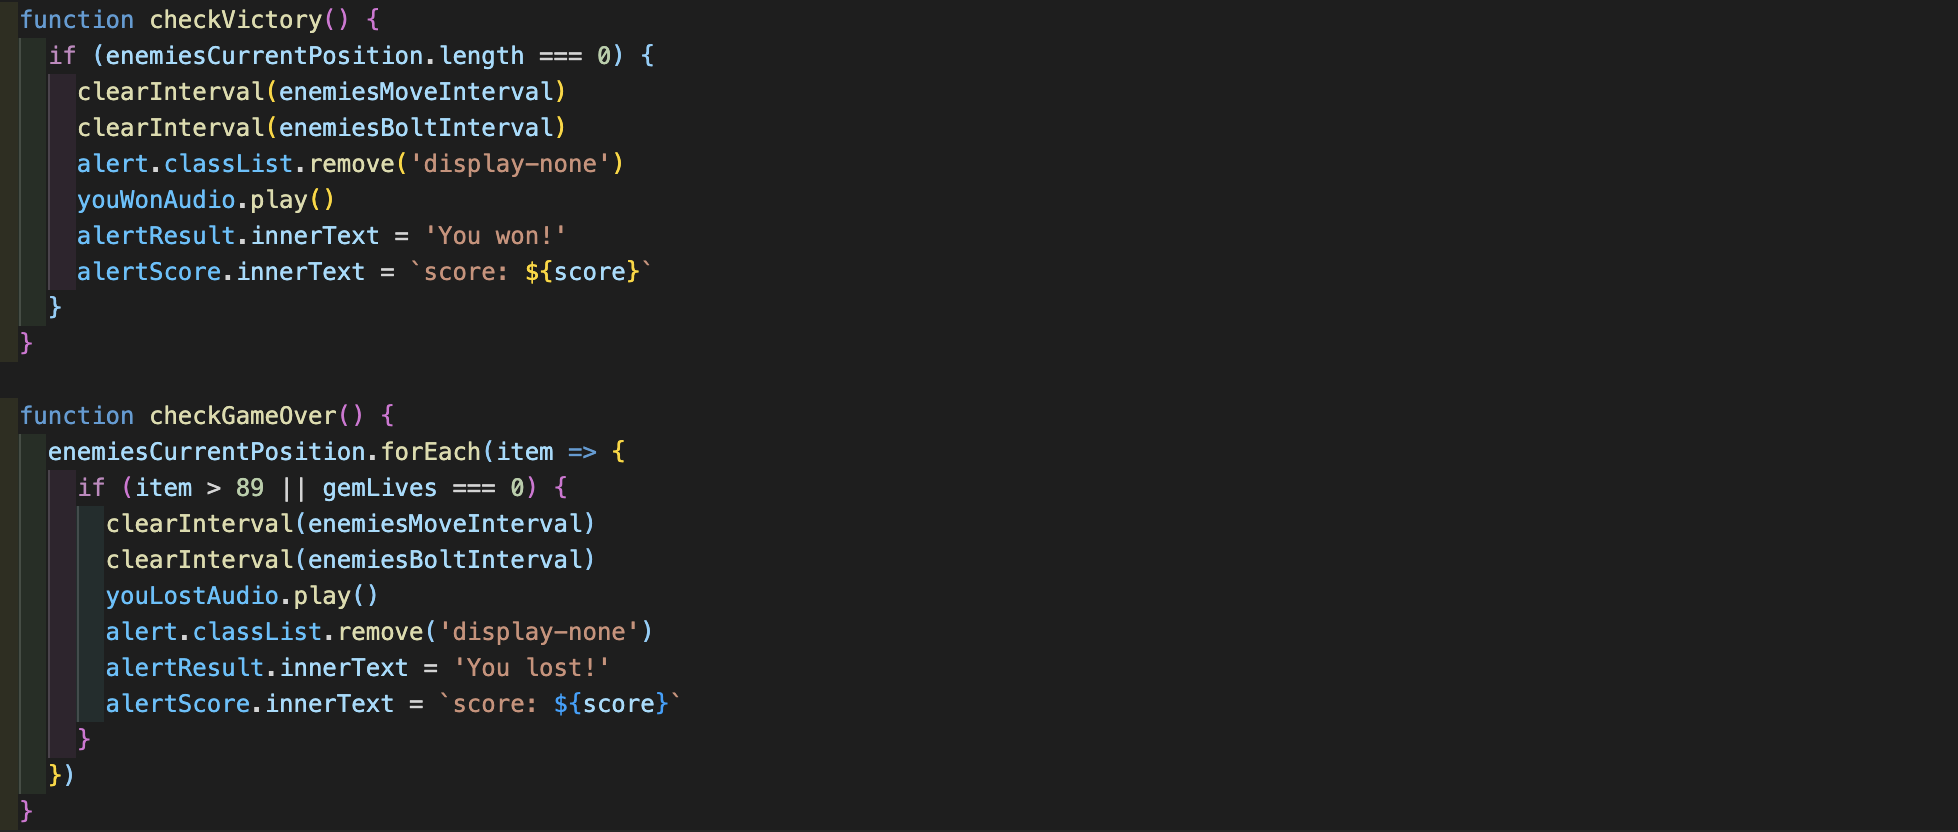 function checkVictory() {
  if (enemiesCurrentPosition.length === 0) {
    clearInterval(enemiesMoveInterval)
    clearInterval(enemiesBoltInterval)
    alert.classList.remove('display-none')
    youWonAudio.play()
    alertResult.innerText = 'You won!'
    alertScore.innerText = `score: ${score}`
  }
}

function checkGameOver() {
  enemiesCurrentPosition.forEach(item => {
    if (item > 89 || gemLives === 0) {
      clearInterval(enemiesMoveInterval)
      clearInterval(enemiesBoltInterval)
      youLostAudio.play()
      alert.classList.remove('display-none')
      alertResult.innerText = 'You lost!'
      alertScore.innerText = `score: ${score}`
    }
  })
}